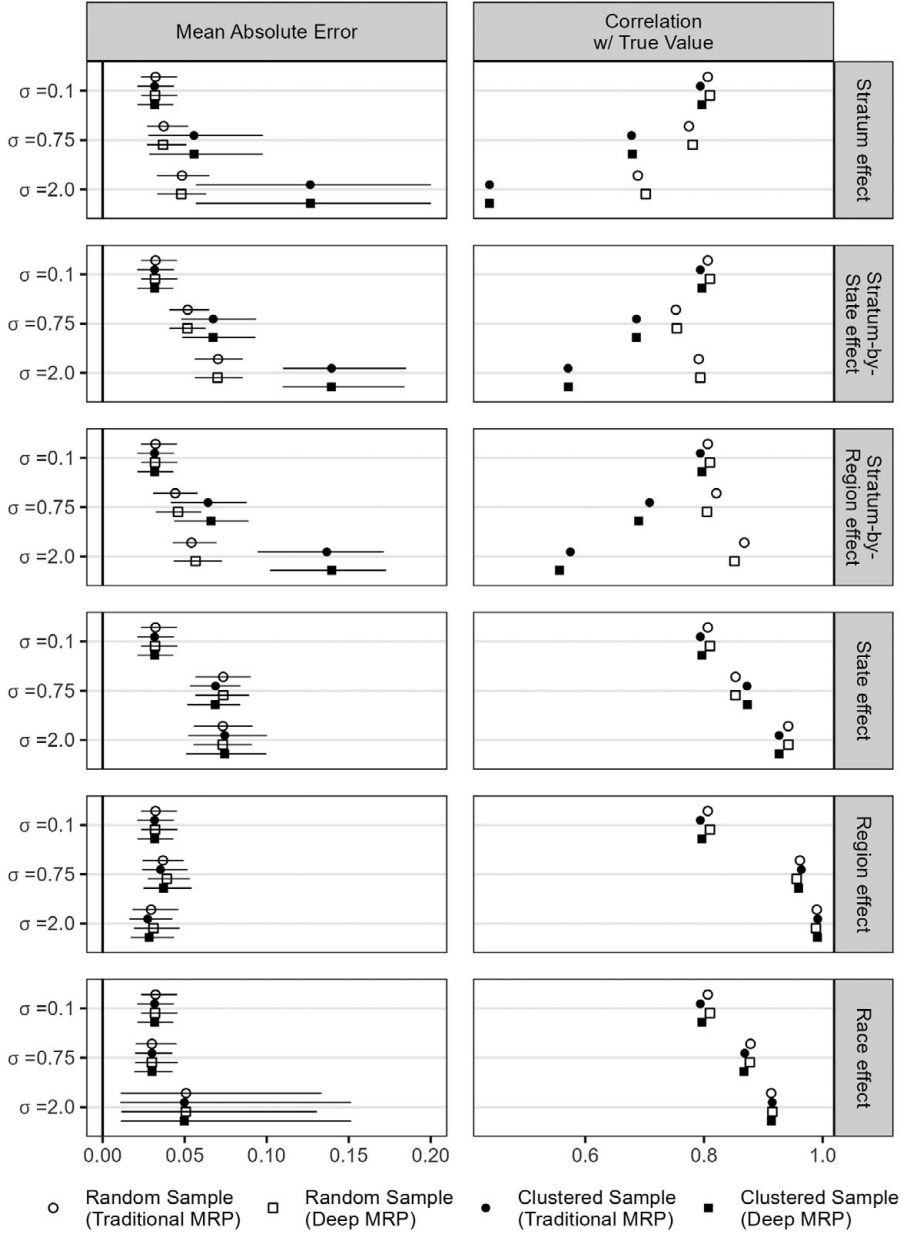 Mean Absolute Error
Correlation
w/ True Value
σ =0.1
σ =0.75
σ =2.0
Stratum effect
σ =0.1
σ =0.75
σ =2.0
Stratum-by-
State effect
σ =0.1
σ =0.75
σ =2.0
Stratum-by-
Region effect
σ =0.1
σ =0.75
σ =2.0
State effect
σ =0.1
σ =0.75
σ =2.0
Region effect
σ =0.1
σ =0.75
σ =2.0
Race effect
0.00 0.05 0.10 0.15 0.20
0.6 0.8 1.0
Random Sample
(Traditional MRP)
Random Sample
(Deep MRP)
Clustered Sample
(Traditional MRP)
Clustered Sample
(Deep MRP)